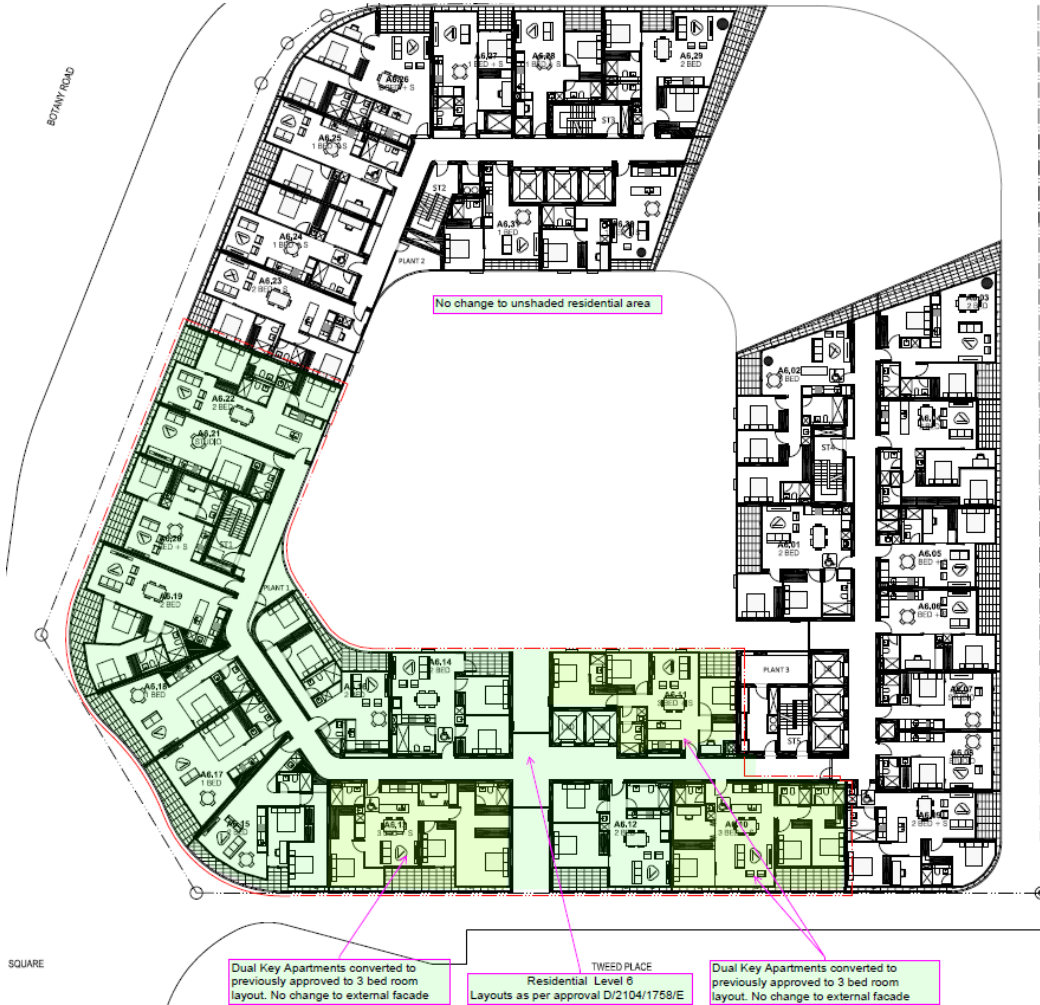 BOTANY ROAD
A6.27
1 BED + S
A6.28
1 BED + S
A6.29
2 BED
A6.26
ST3
A6.25
1 BED + S
ST2
A6.31
1 BED
A6.24
1 BED + S
PLANT 2
A6.23
2 BED + S
No change to unshaded residential area
A6.03
2 BED
A6.02
BED
A6.22
2 BED
A6.21
STUDIO
ST4
A6.20
BED + S
ST1
A6.01
2 BED
A6.05
BED + S
A6.19
2 BED
PLANT 1
A6.06
A6.14
BED
PLANT 3
A6.18
1 BED
A6.11
3 BED + S
A6.07
ST5
A6.17
1 BED
A6.08
A6.15
A6.12
2 BED
A6.10
3 BED + S
2 BED + S
SQUARE
TWEED PLACE
Dual Key Apartments converted to
previously approved to 3 bed room
layout. No change to external facade
Residential Level 6
Layouts as per approval D/2104/1758/E
Dual Key Apartments converted to
previously approved to 3 bed room
layout. No change to external facade